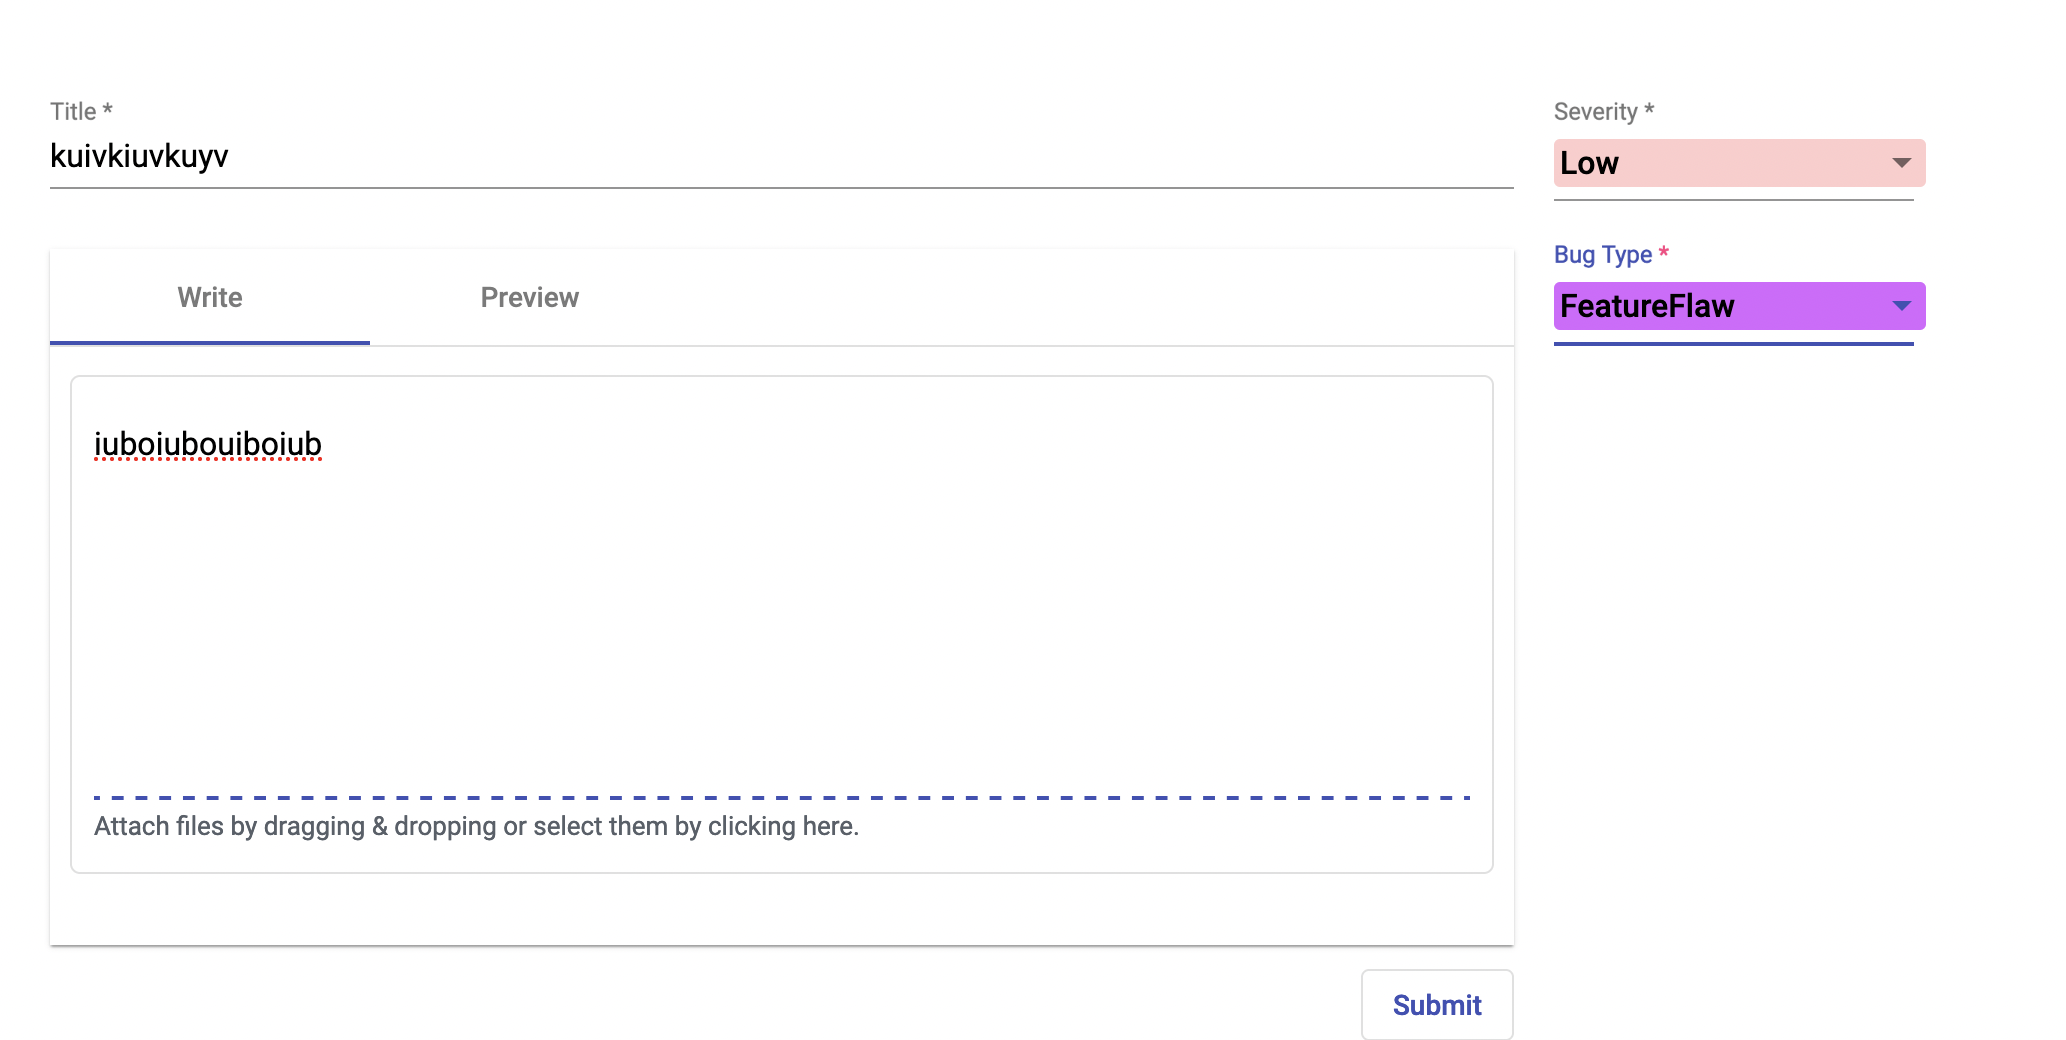 Title *
kuivkiuvkuyv
Severity *
Low
Bug Type *
FeatureFlaw
Write
Preview
iuboiubouiboiub
Attach files by dragging & dropping or select them by clicking here.
Submit